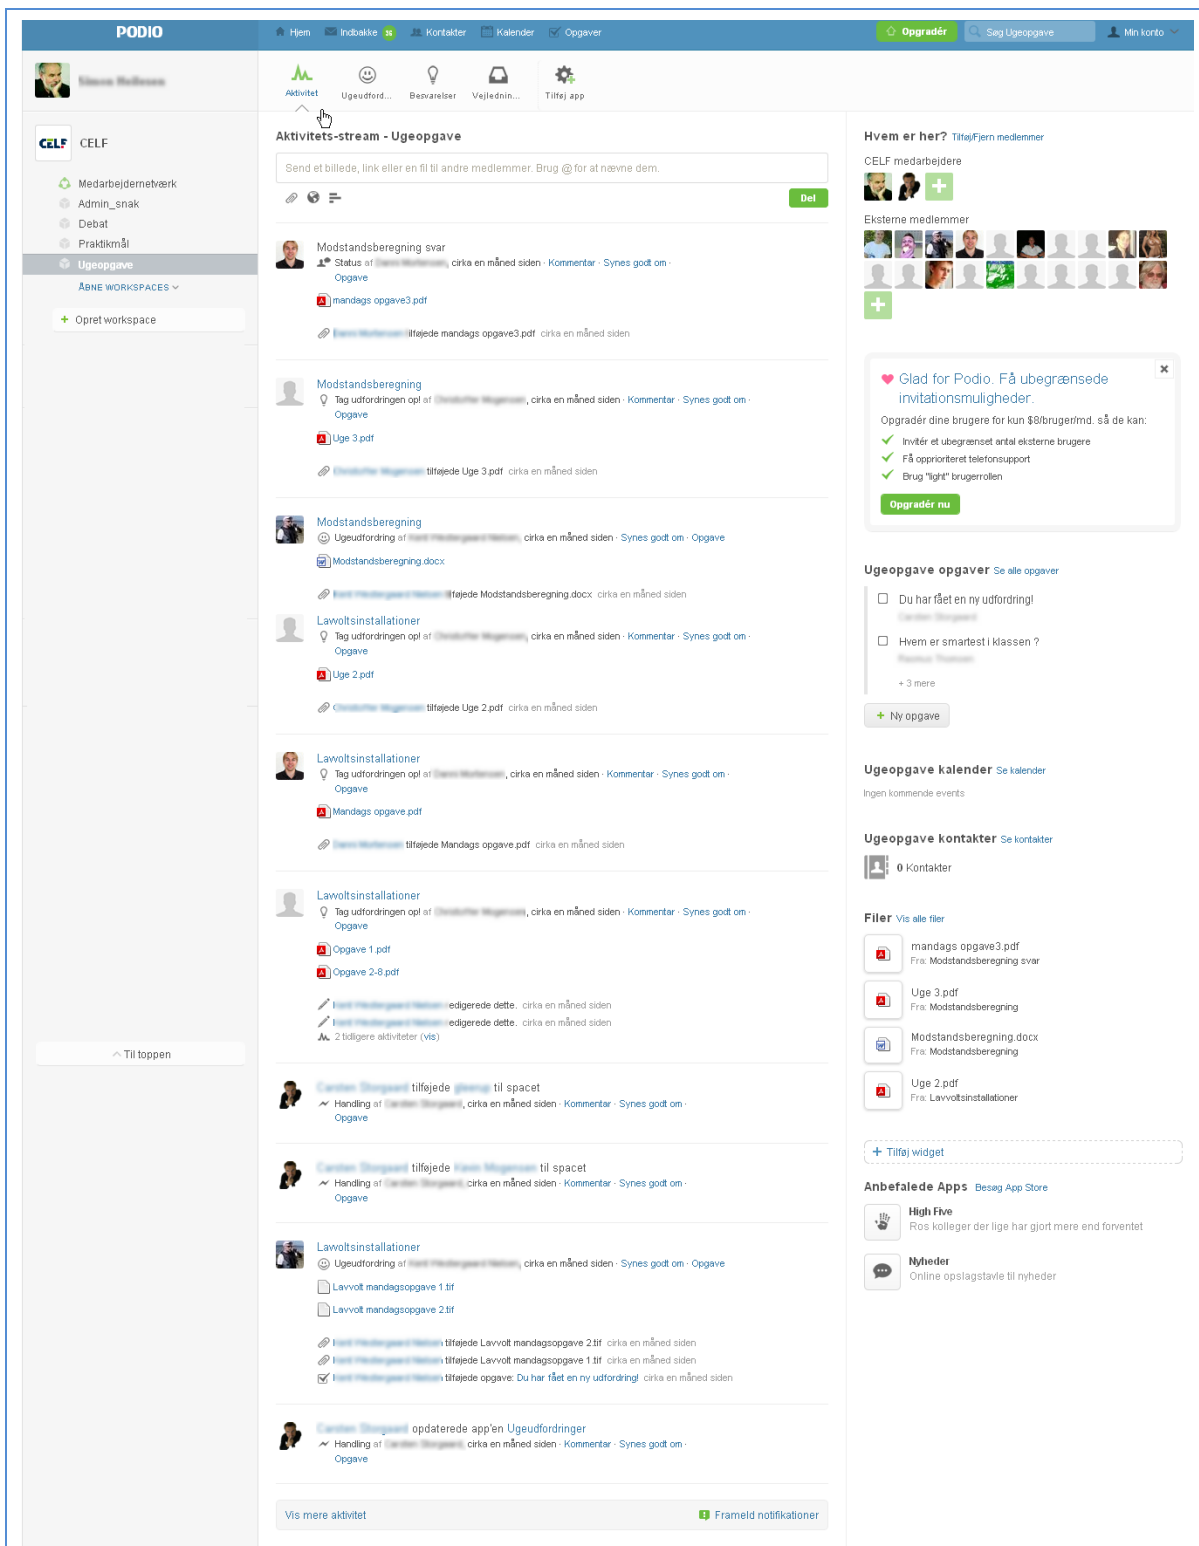 PODIO
Hjem Indbakke 36 Kontakter Kalender Opgaver
Opgradér
Søg Ugeopgave
Min konto
Aktivitet
Ugeudford...
Besvarelser
Vejlednin...
Tilføj app
CELF CELF
Medarbejdernetværk
Admin_snak
Debat
Praktikmål
Ugeopgave
ÅBNE WORKSPACES
+ Opret workspace
Til toppen
Aktivitets-stream - Ugeopgave
Send et billede, link eller en fil til andre medlemmer. Brug @ for at nævne dem.
Del
Modstandsberegning svar
Status af , cirka en måned siden · Kommentar · Synes godt om ·
Opgave
mandags opgave3.pdf
tilføjede mandags opgave3.pdf cirka en måned siden
Modstandsberegning
Tag udfordringen op! af , cirka en måned siden · Kommentar · Synes godt om ·
Opgave
Uge 3.pdf
tilføjede Uge 3.pdf cirka en måned siden
Modstandsberegning
Ugeudfordring af , cirka en måned siden · Synes godt om · Opgave
Modstandsberegning.docx
tilføjede Modstandsberegning.docx cirka en måned siden
Lavvoltsinstallationer
Tag udfordringen op! af , cirka en måned siden · Kommentar · Synes godt om ·
Opgave
Uge 2.pdf
tilføjede Uge 2.pdf cirka en måned siden
Lavvoltsinstallationer
Tag udfordringen op! af , cirka en måned siden · Kommentar · Synes godt om ·
Opgave
Mandags opgave.pdf
tilføjede Mandags opgave.pdf cirka en måned siden
Lavvoltsinstallationer
Tag udfordringen op! af , cirka en måned siden · Kommentar · Synes godt om ·
Opgave
Opgave 1.pdf
Opgave 2-8.pdf
redigerede dette. cirka en måned siden
redigerede dette. cirka en måned siden
2 tidligere aktiviteter (vis)
tilføjede til spacet
Handling af , cirka en måned siden · Kommentar · Synes godt om ·
Opgave
tilføjede til spacet
Handling af , cirka en måned siden · Kommentar · Synes godt om ·
Opgave
Lavvoltsinstallationer
Ugeudfordring af , cirka en måned siden · Synes godt om · Opgave
Lavvolt mandagsopgave 1.tif
Lavvolt mandagsopgave 2.tif
tilføjede Lavvolt mandagsopgave 2.tif cirka en måned siden
tilføjede Lavvolt mandagsopgave 1.tif cirka en måned siden
tilføjede opgave: Du har fået en ny udfordring! cirka en måned siden
opdaterede app'en Ugeudfordringer
Handling af , cirka en måned siden · Kommentar · Synes godt om ·
Opgave
Vis mere aktivitet
Frameld notifikationer
Hvem er her? Tilføj/Fjern medlemmer
CELF medarbejdere
Eksterne medlemmer
Glad for Podio. Få ubegrænsede
invitationsmuligheder.
Opgradér dine brugere for kun $8/bruger/md. så de kan:
Invitér et ubegrænset antal eksterne brugere
Få opprioriteret telefonsupport
Brug "light" brugerrollen
Opgradér nu
Ugeopgave opgaver Se alle opgaver
Du har fået en ny udfordring!
Hvem er smartest i klassen ?
+ 3 mere
+ Ny opgave
Ugeopgave kalender Se kalender
Ingen kommende events
Ugeopgave kontakter Se kontakter
0 Kontakter
Filer Vis alle filer
mandags opgave3.pdf
Fra: Modstandsberegning svar
Uge 3.pdf
Fra: Modstandsberegning
Modstandsberegning.docx
Fra: Modstandsberegning
Uge 2.pdf
Fra: Lavvoltsinstallationer
+ Tilføj widget
Anbefalede Apps Besøg App Store
High Five
Ros kolleger der lige har gjort mere end forventet
Nyheder
Online opslagstavle til nyheder